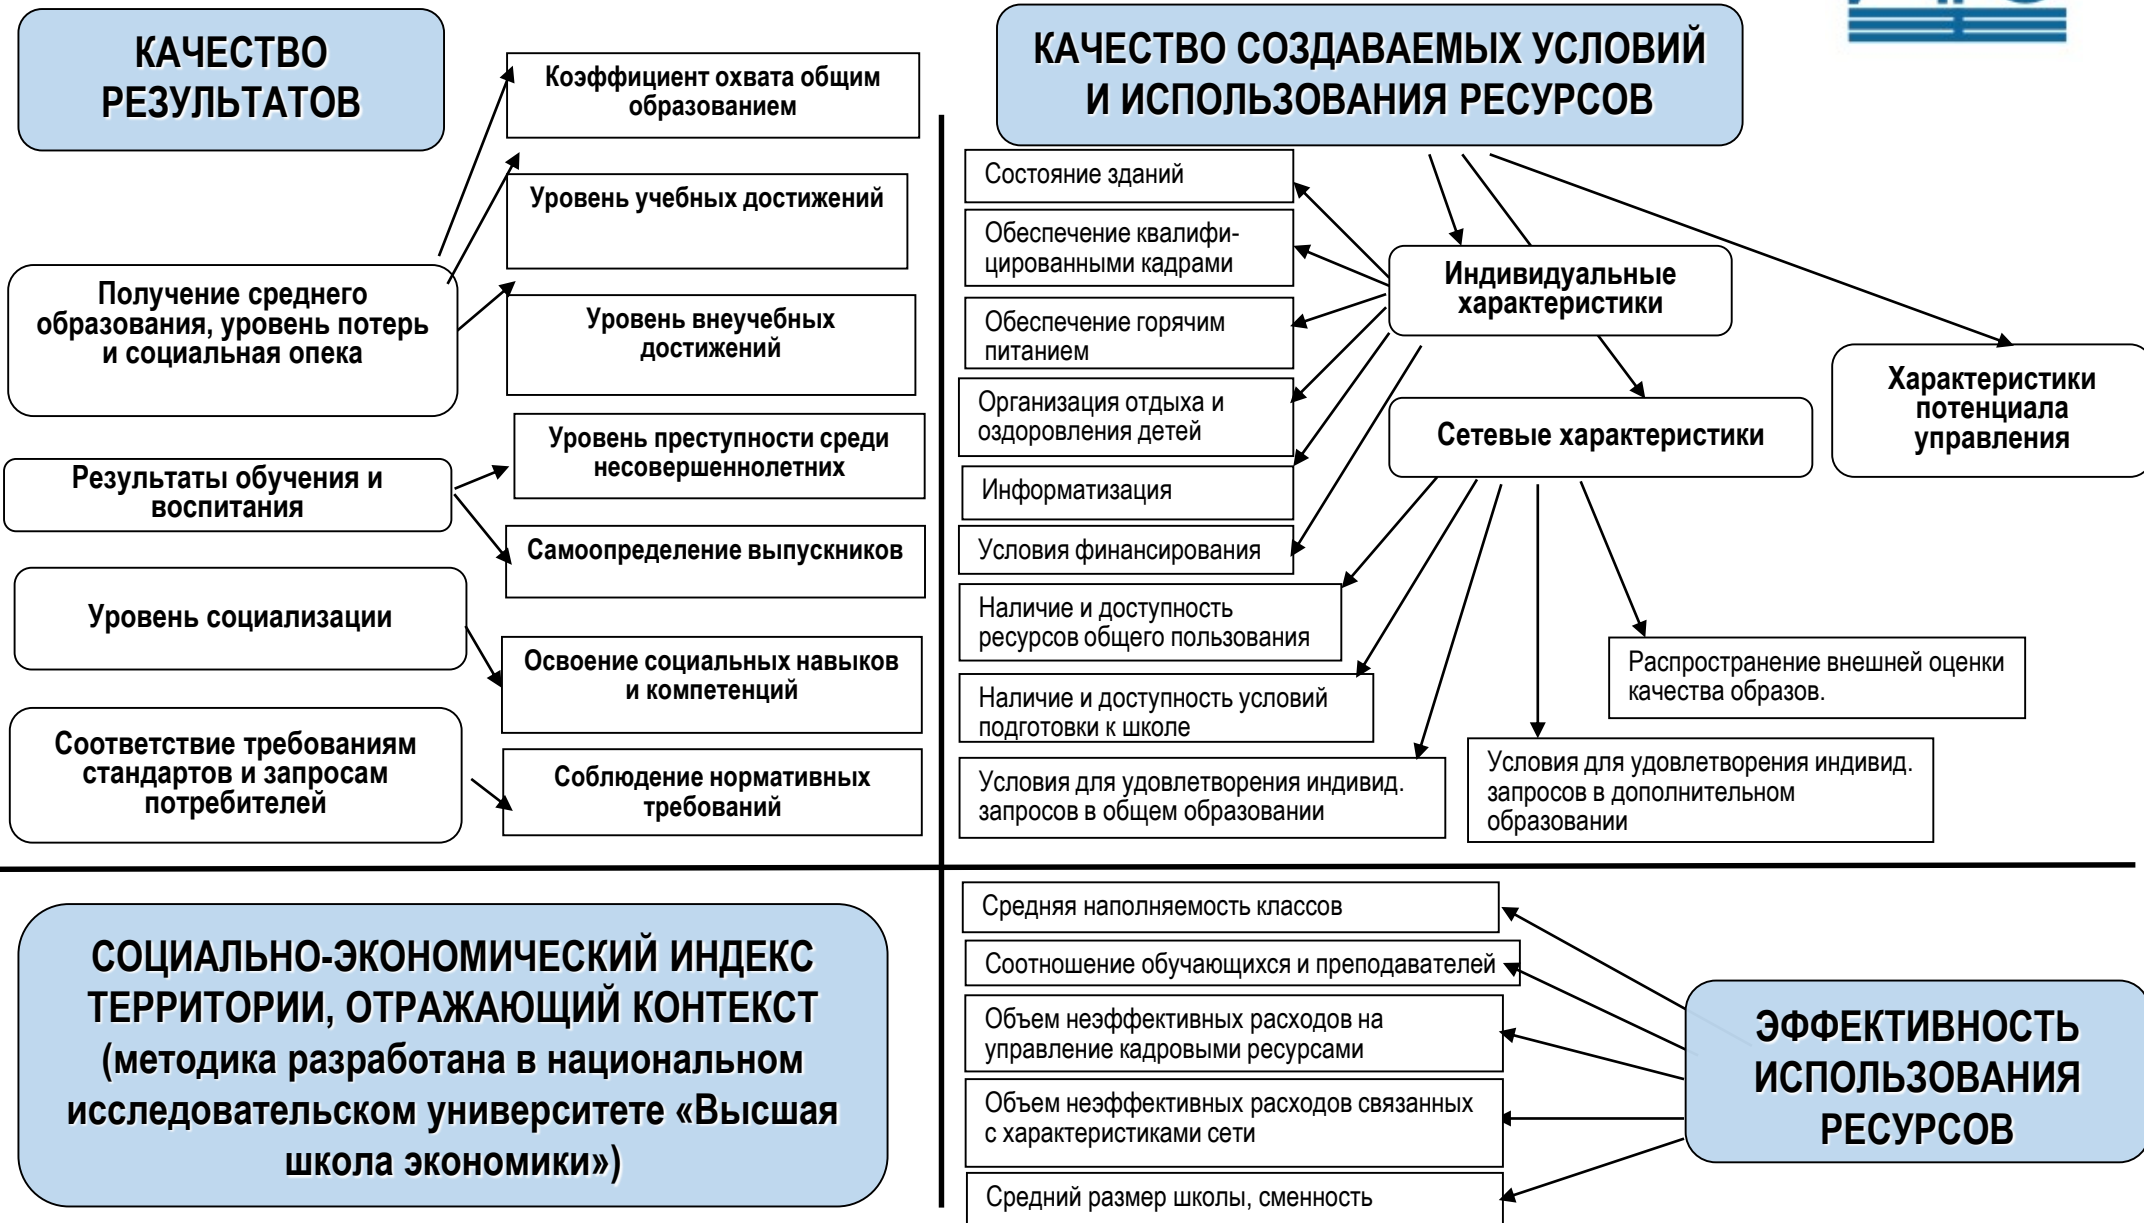 КАЧЕСТВО
РЕЗУЛЬТАТОВ
Коэффициент охвата общим
образованием
Уровень учебных достижений
Получение среднего
образования, уровень потерь
и социальная опека
Уровень внеучебных
достижений
Уровень преступности среди
несовершеннолетних
Результаты обучения и
воспитания
Самоопределение выпускников
Уровень социализации
Освоение социальных навыков
и компетенций
Соответствие требованиям
стандартов и запросам
потребителей
Соблюдение нормативных
требований
КАЧЕСТВО СОЗДАВАЕМЫХ УСЛОВИЙ
И ИСПОЛЬЗОВАНИЯ РЕСУРСОВ
Состояние зданий
Обеспечение квалифи-
цированными кадрами
Индивидуальные
характеристики
Обеспечение горячим
питанием
Характеристики
потенциала
управления
Организация отдыха и
оздоровления детей
Сетевые характеристики
Информатизация
Условия финансирования
Наличие и доступность
ресурсов общего пользования
Распространение внешней оценки
качества образов.
Наличие и доступность условий
подготовки к школе
Условия для удовлетворения индивид.
запросов в общем образовании
Условия для удовлетворения индивид.
запросов в дополнительном
образовании
СОЦИАЛЬНО-ЭКОНОМИЧЕСКИЙ ИНДЕКС
ТЕРРИТОРИИ, ОТРАЖАЮЩИЙ КОНТЕКСТ
(методика разработана в национальном
исследовательском университете «Высшая
школа экономики»)
Средняя наполняемость классов
Соотношение обучающихся и преподавателей
Объем неэффективных расходов на
управление кадровыми ресурсами
Объем неэффективных расходов связанных
с характеристиками сети
Средний размер школы, сменность
ЭФФЕКТИВНОСТЬ
ИСПОЛЬЗОВАНИЯ
РЕСУРСОВ